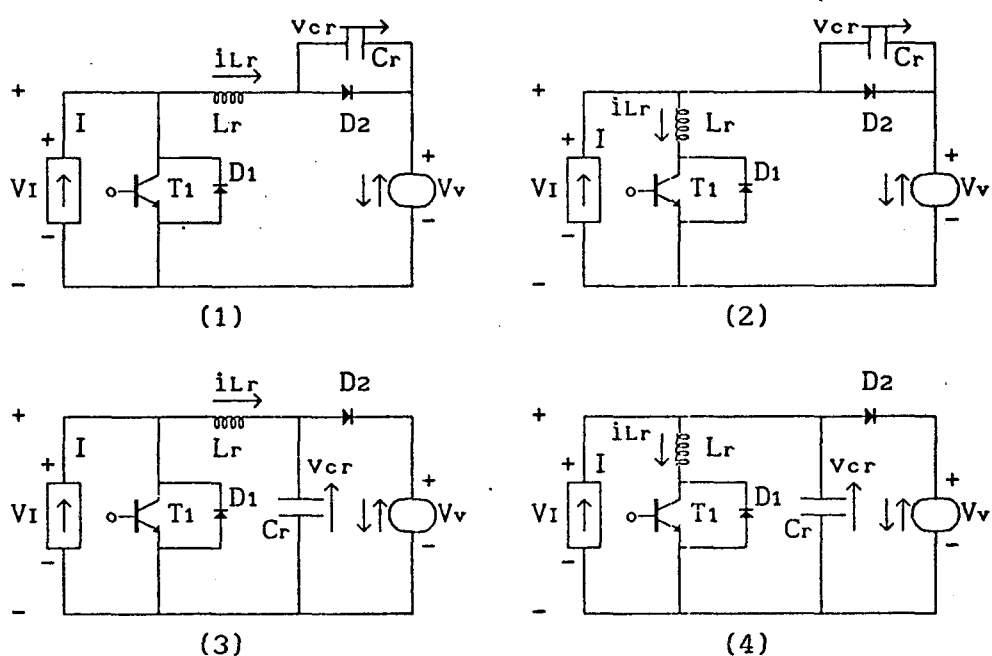 vcr
Cr
iLr
Lr
D2
+
I
+
VI
T1
D1
+
Vv
−
−
−
(1)
vcr
Cr
+
iLr
Lr
D2
I
+
VI
T1
D1
+
Vv
−
−
−
(2)
iLr
D2
+
Lr
I
+
vcr
VI
T1
D1
Cr
+
Vv
−
−
−
(3)
D2
+
iLr
Lr
I
+
vcr
VI
T1
D1
Cr
+
Vv
−
−
−
(4)